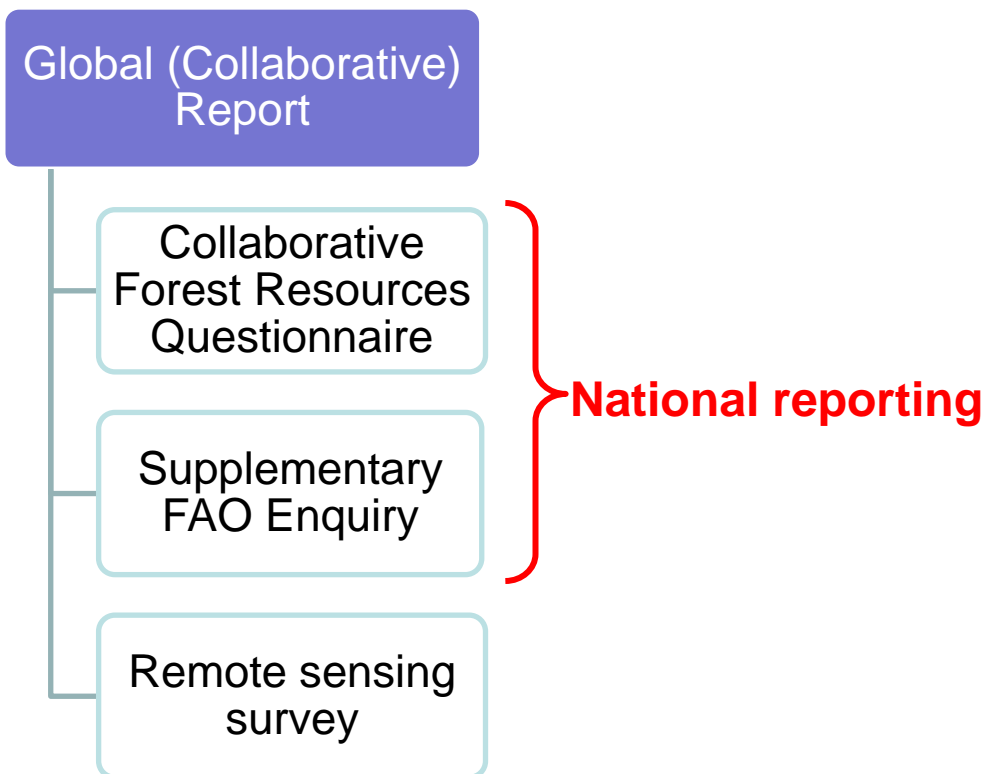 Global (Collaborative)
Report
Collaborative
Forest Resources
Questionnaire
National reporting
Supplementary
FAO Enquiry
Remote sensing
survey